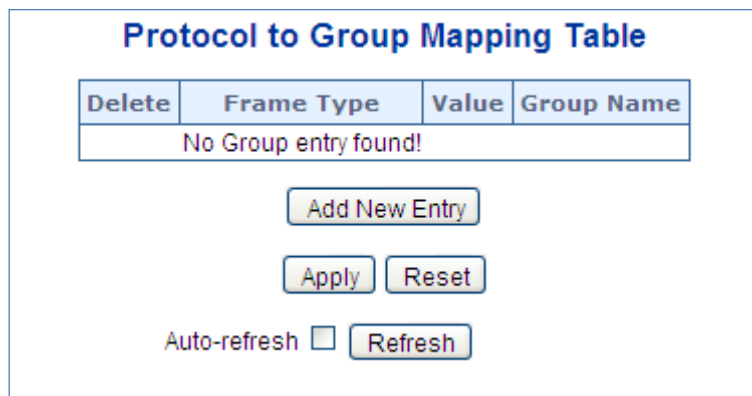 Protocol to Group Mapping Table
Delete Frame Type Value Group Name
No Group entry found!
Add New Entry
Apply Reset
Auto-refresh Refresh